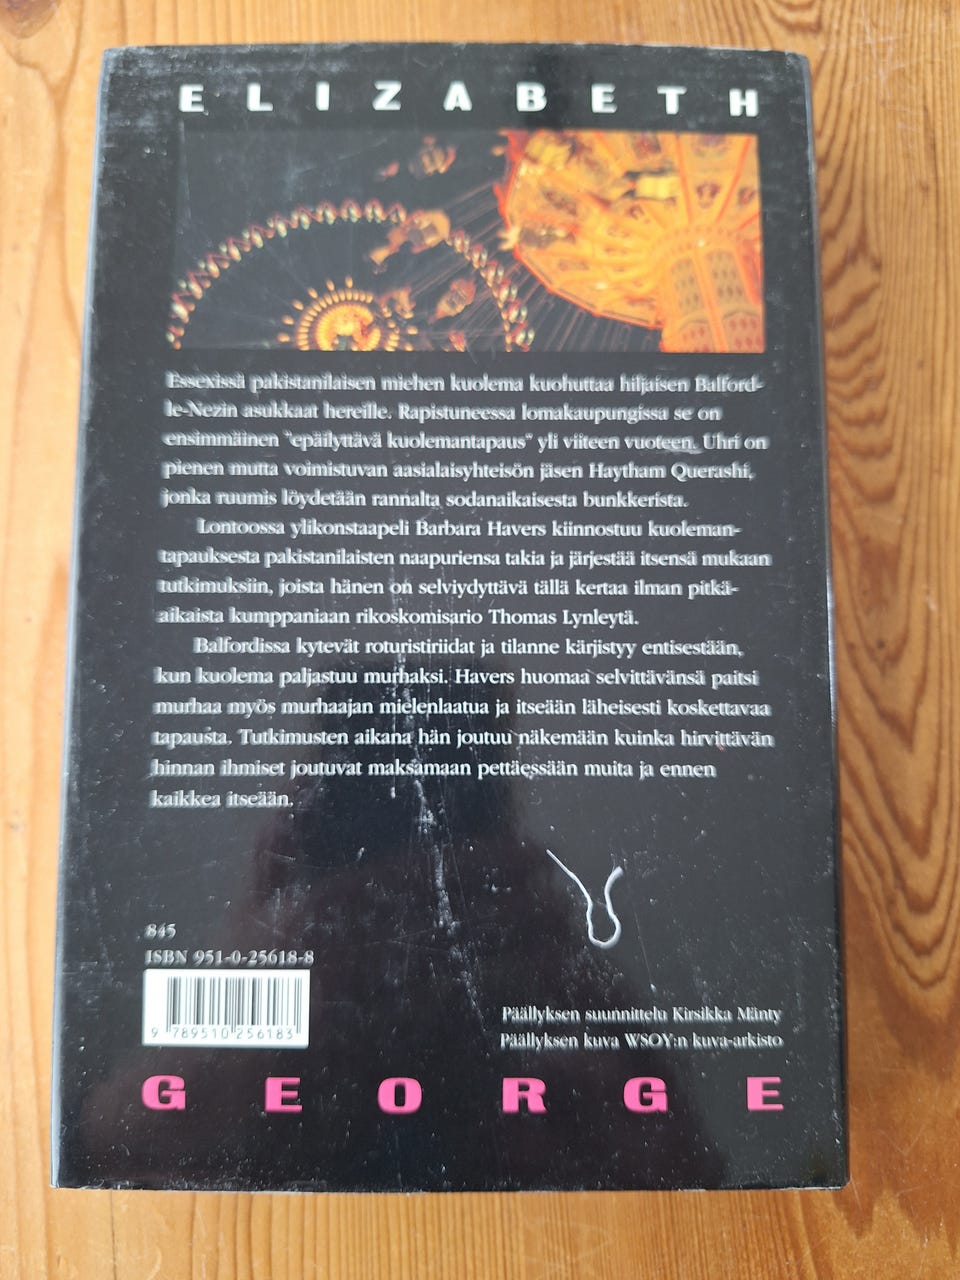 ELIZABETH
Essexissä pakistanilaisen miehen kuolema kuohuttaa hiljaisen Balford-
le-Nezin asukkaat hereille. Rapistuneessa lomakaupungissa se on
ensimmäinen "epäilyttävä kuolemantapaus" yli viiteen vuoteen. Uhri on
pienen mutta voimistuvan aasialaisyhteisön jäsen Haytham Querashi,
jonka ruumis löydetään rannalta sodanaikaisesta bunkkerista.
Lontoossa ylikonstaapeli Barbara Havers kiinnostuu kuoleman-
tapauksesta pakistanilaisten naapuriensa takia ja järjestää itsensä mukaan
tutkimuksiin, joista hänen on selviydyttävä tällä kertaa ilman pitkä-
aikaista kumppaniaan rikoskomisario Thomas Lynleytä.
Balfordissa kytevät roturistiriidat ja tilanne kärjistyy entisestään,
kun kuolema paljastuu murhaksi. Havers huomaa selvittävänsä paitsi
murhaa myös murhaajan mielenlaatua ja itseään läheisesti koskettavaa
tapausta. Tutkimusten aikana hän joutuu näkemään kuinka hirvittävän
hinnan ihmiset joutuvat maksamaan pettäessään muita ja ennen
kaikkea itseään.
845
ISBN 951-0-25618-8
9 789510 256183
Päällyksen suunnittelu Kirsikka Mänty
Päällyksen kuva WSOY:n kuva-arkisto
GEORGE